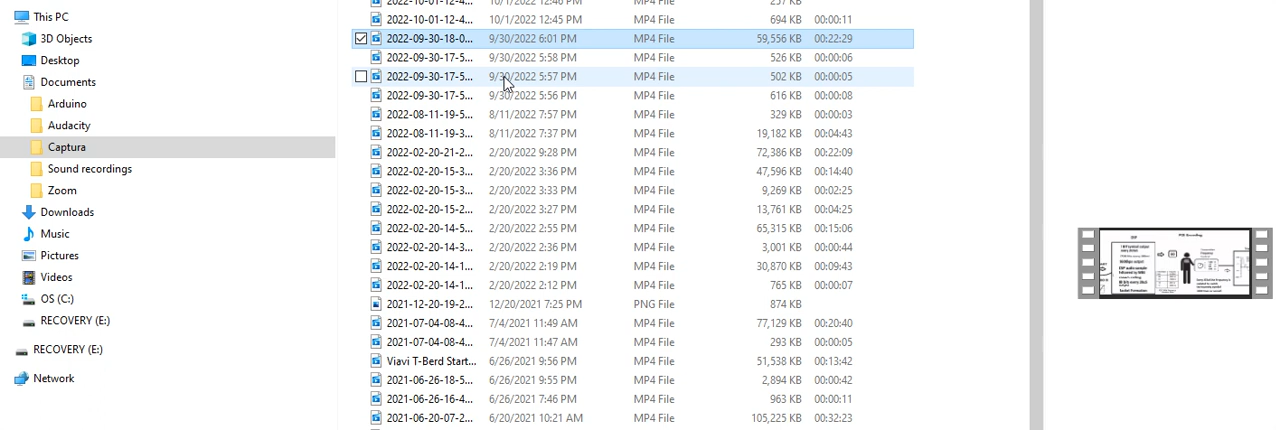 This PC
3D Objects
Desktop
Documents
Arduino
Audacity
Captura
Sound recordings
Zoom
Downloads
Music
Pictures
Videos
OS (C:)
RECOVERY (E:)
RECOVERY (E:)
Network
2022-10-01-12-4... 10/1/2022 12:46 PM MP4 File 257 KB
2022-10-01-12-4... 10/1/2022 12:45 PM MP4 File 694 KB 00:00:11
2022-09-30-18-0... 9/30/2022 6:01 PM MP4 File 59,556 KB 00:22:29
2022-09-30-17-5... 9/30/2022 5:58 PM MP4 File 526 KB 00:00:06
2022-09-30-17-5... 9/30/2022 5:57 PM MP4 File 502 KB 00:00:05
2022-09-30-17-5... 9/30/2022 5:56 PM MP4 File 616 KB 00:00:08
2022-08-11-19-5... 8/11/2022 7:57 PM MP4 File 329 KB 00:00:03
2022-08-11-19-3... 8/11/2022 7:37 PM MP4 File 19,182 KB 00:04:43
2022-02-20-21-2... 2/20/2022 9:28 PM MP4 File 72,386 KB 00:22:09
2022-02-20-15-3... 2/20/2022 3:36 PM MP4 File 47,596 KB 00:14:40
2022-02-20-15-3... 2/20/2022 3:33 PM MP4 File 9,269 KB 00:02:25
2022-02-20-15-2... 2/20/2022 3:27 PM MP4 File 13,761 KB 00:04:25
2022-02-20-14-5... 2/20/2022 2:55 PM MP4 File 65,315 KB 00:15:06
2022-02-20-14-3... 2/20/2022 2:36 PM MP4 File 3,001 KB 00:00:44
2022-02-20-14-1... 2/20/2022 2:19 PM MP4 File 30,870 KB 00:09:43
2022-02-20-14-1... 2/20/2022 2:12 PM MP4 File 765 KB 00:00:07
2021-12-20-19-2... 12/20/2021 7:25 PM PNG File 874 KB
2021-07-04-08-4... 7/4/2021 11:49 AM MP4 File 77,129 KB 00:20:40
2021-07-04-08-4... 7/4/2021 11:47 AM MP4 File 293 KB 00:00:05
Viavi T-Berd Start... 6/26/2021 9:56 PM MP4 File 51,538 KB 00:13:42
2021-06-26-18-5... 6/26/2021 9:55 PM MP4 File 2,894 KB 00:00:42
2021-06-26-16-4... 6/26/2021 7:46 PM MP4 File 963 KB 00:00:11
2021-06-20-07-2... 6/20/2021 10:21 AM MP4 File 105,225 KB 00:32:23